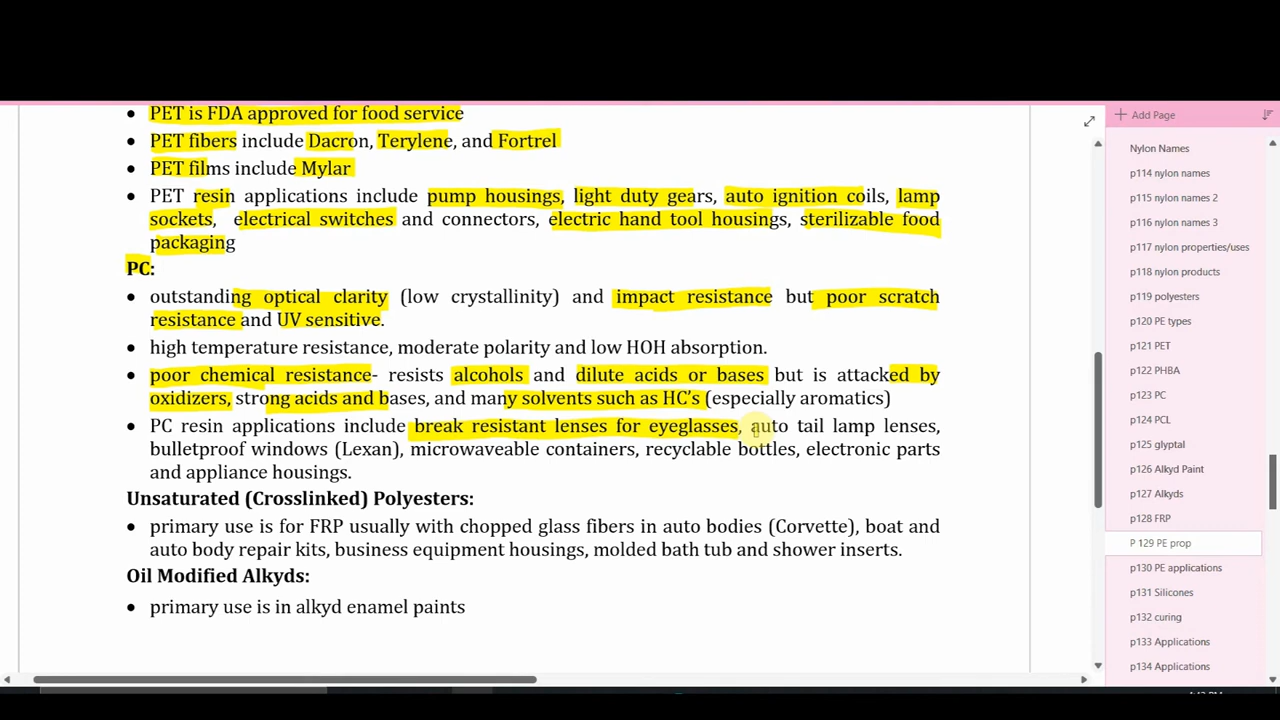 • PET is FDA approved for food service
• PET fibers include Dacron, Terylene, and Fortrel
• PET films include Mylar
• PET resin applications include pump housings, light duty gears, auto ignition coils, lamp
sockets, electrical switches and connectors, electric hand tool housings, sterilizable food
packaging
PC:
• outstanding optical clarity (low crystallinity) and impact resistance but poor scratch
resistance and UV sensitive.
• high temperature resistance, moderate polarity and low HOH absorption.
• poor chemical resistance- resists alcohols and dilute acids or bases but is attacked by
oxidizers, strong acids and bases, and many solvents such as HC's (especially aromatics)
• PC resin applications include break resistant lenses for eyeglasses, auto tail lamp lenses,
bulletproof windows (Lexan), microwaveable containers, recyclable bottles, electronic parts
and appliance housings.
Unsaturated (Crosslinked) Polyesters:
• primary use is for FRP usually with chopped glass fibers in auto bodies (Corvette), boat and
auto body repair kits, business equipment housings, molded bath tub and shower inserts.
Oil Modified Alkyds:
• primary use is in alkyd enamel paints
Add Page
Nylon Names
p114 nylon names
p115 nylon names 2
p116 nylon names 3
p117 nylon properties/uses
p118 nylon products
p119 polyesters
p120 PE types
p121 PET
p122 PHBA
p123 PC
p124 PCL
p125 glyptal
p126 Alkyd Paint
p127 Alkyds
p128 FRP
P 129 PE prop
p130 PE applications
p131 Silicones
p132 curing
p133 Applications
p134 Applications